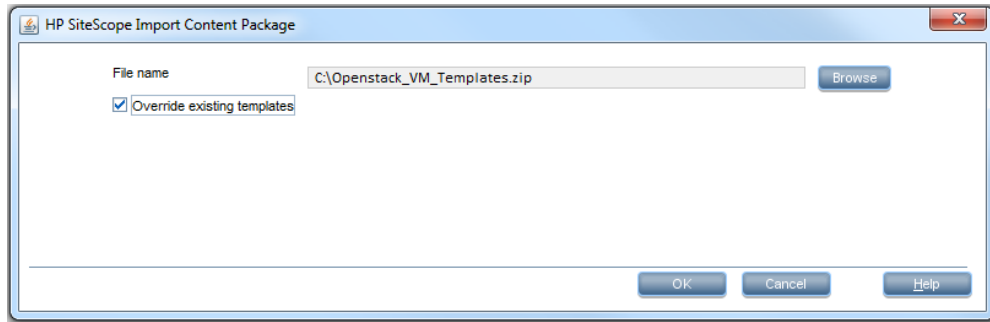 HP SiteScope Import Content Package
File name
C:\Openstack_VM_Templates.zip
Browse
Override existing templates
OK
Cancel
Help